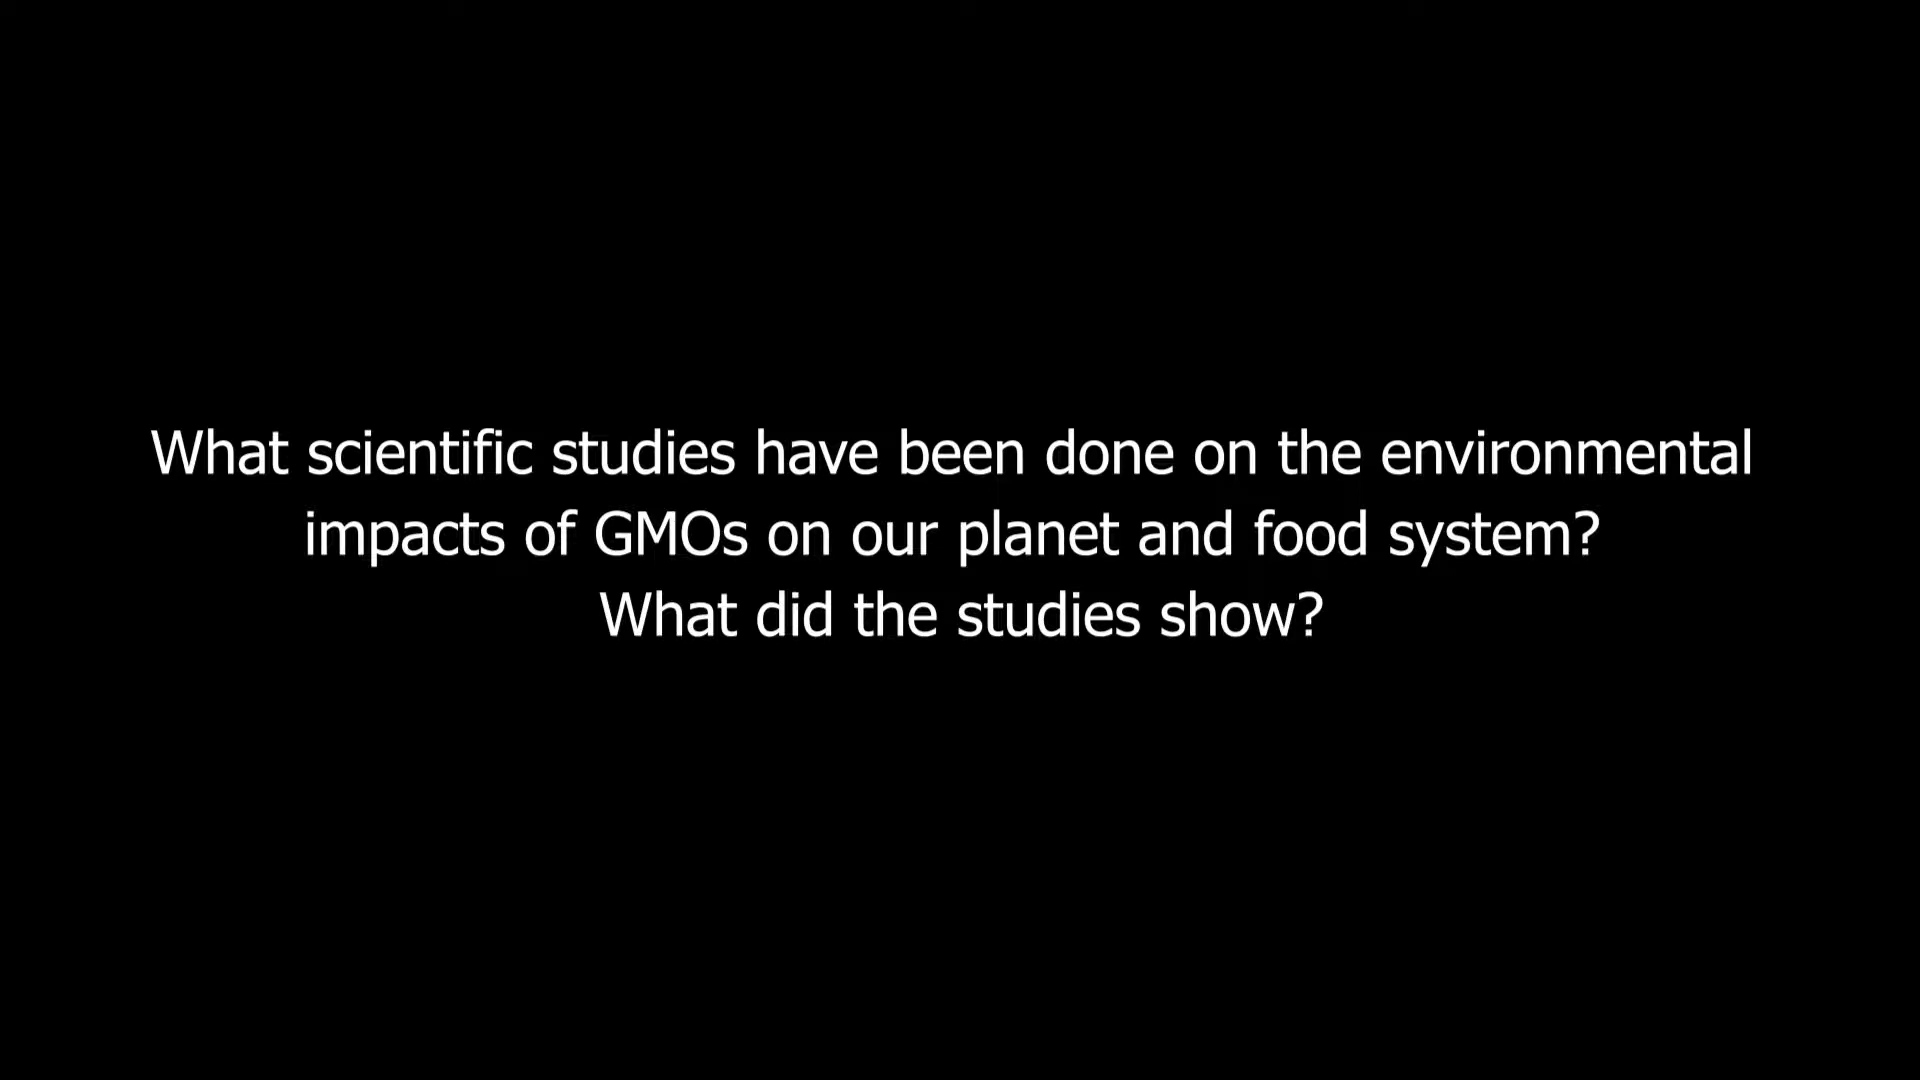 What scientific studies have been done on the environmental
impacts of GMOs on our planet and food system?
What did the studies show?